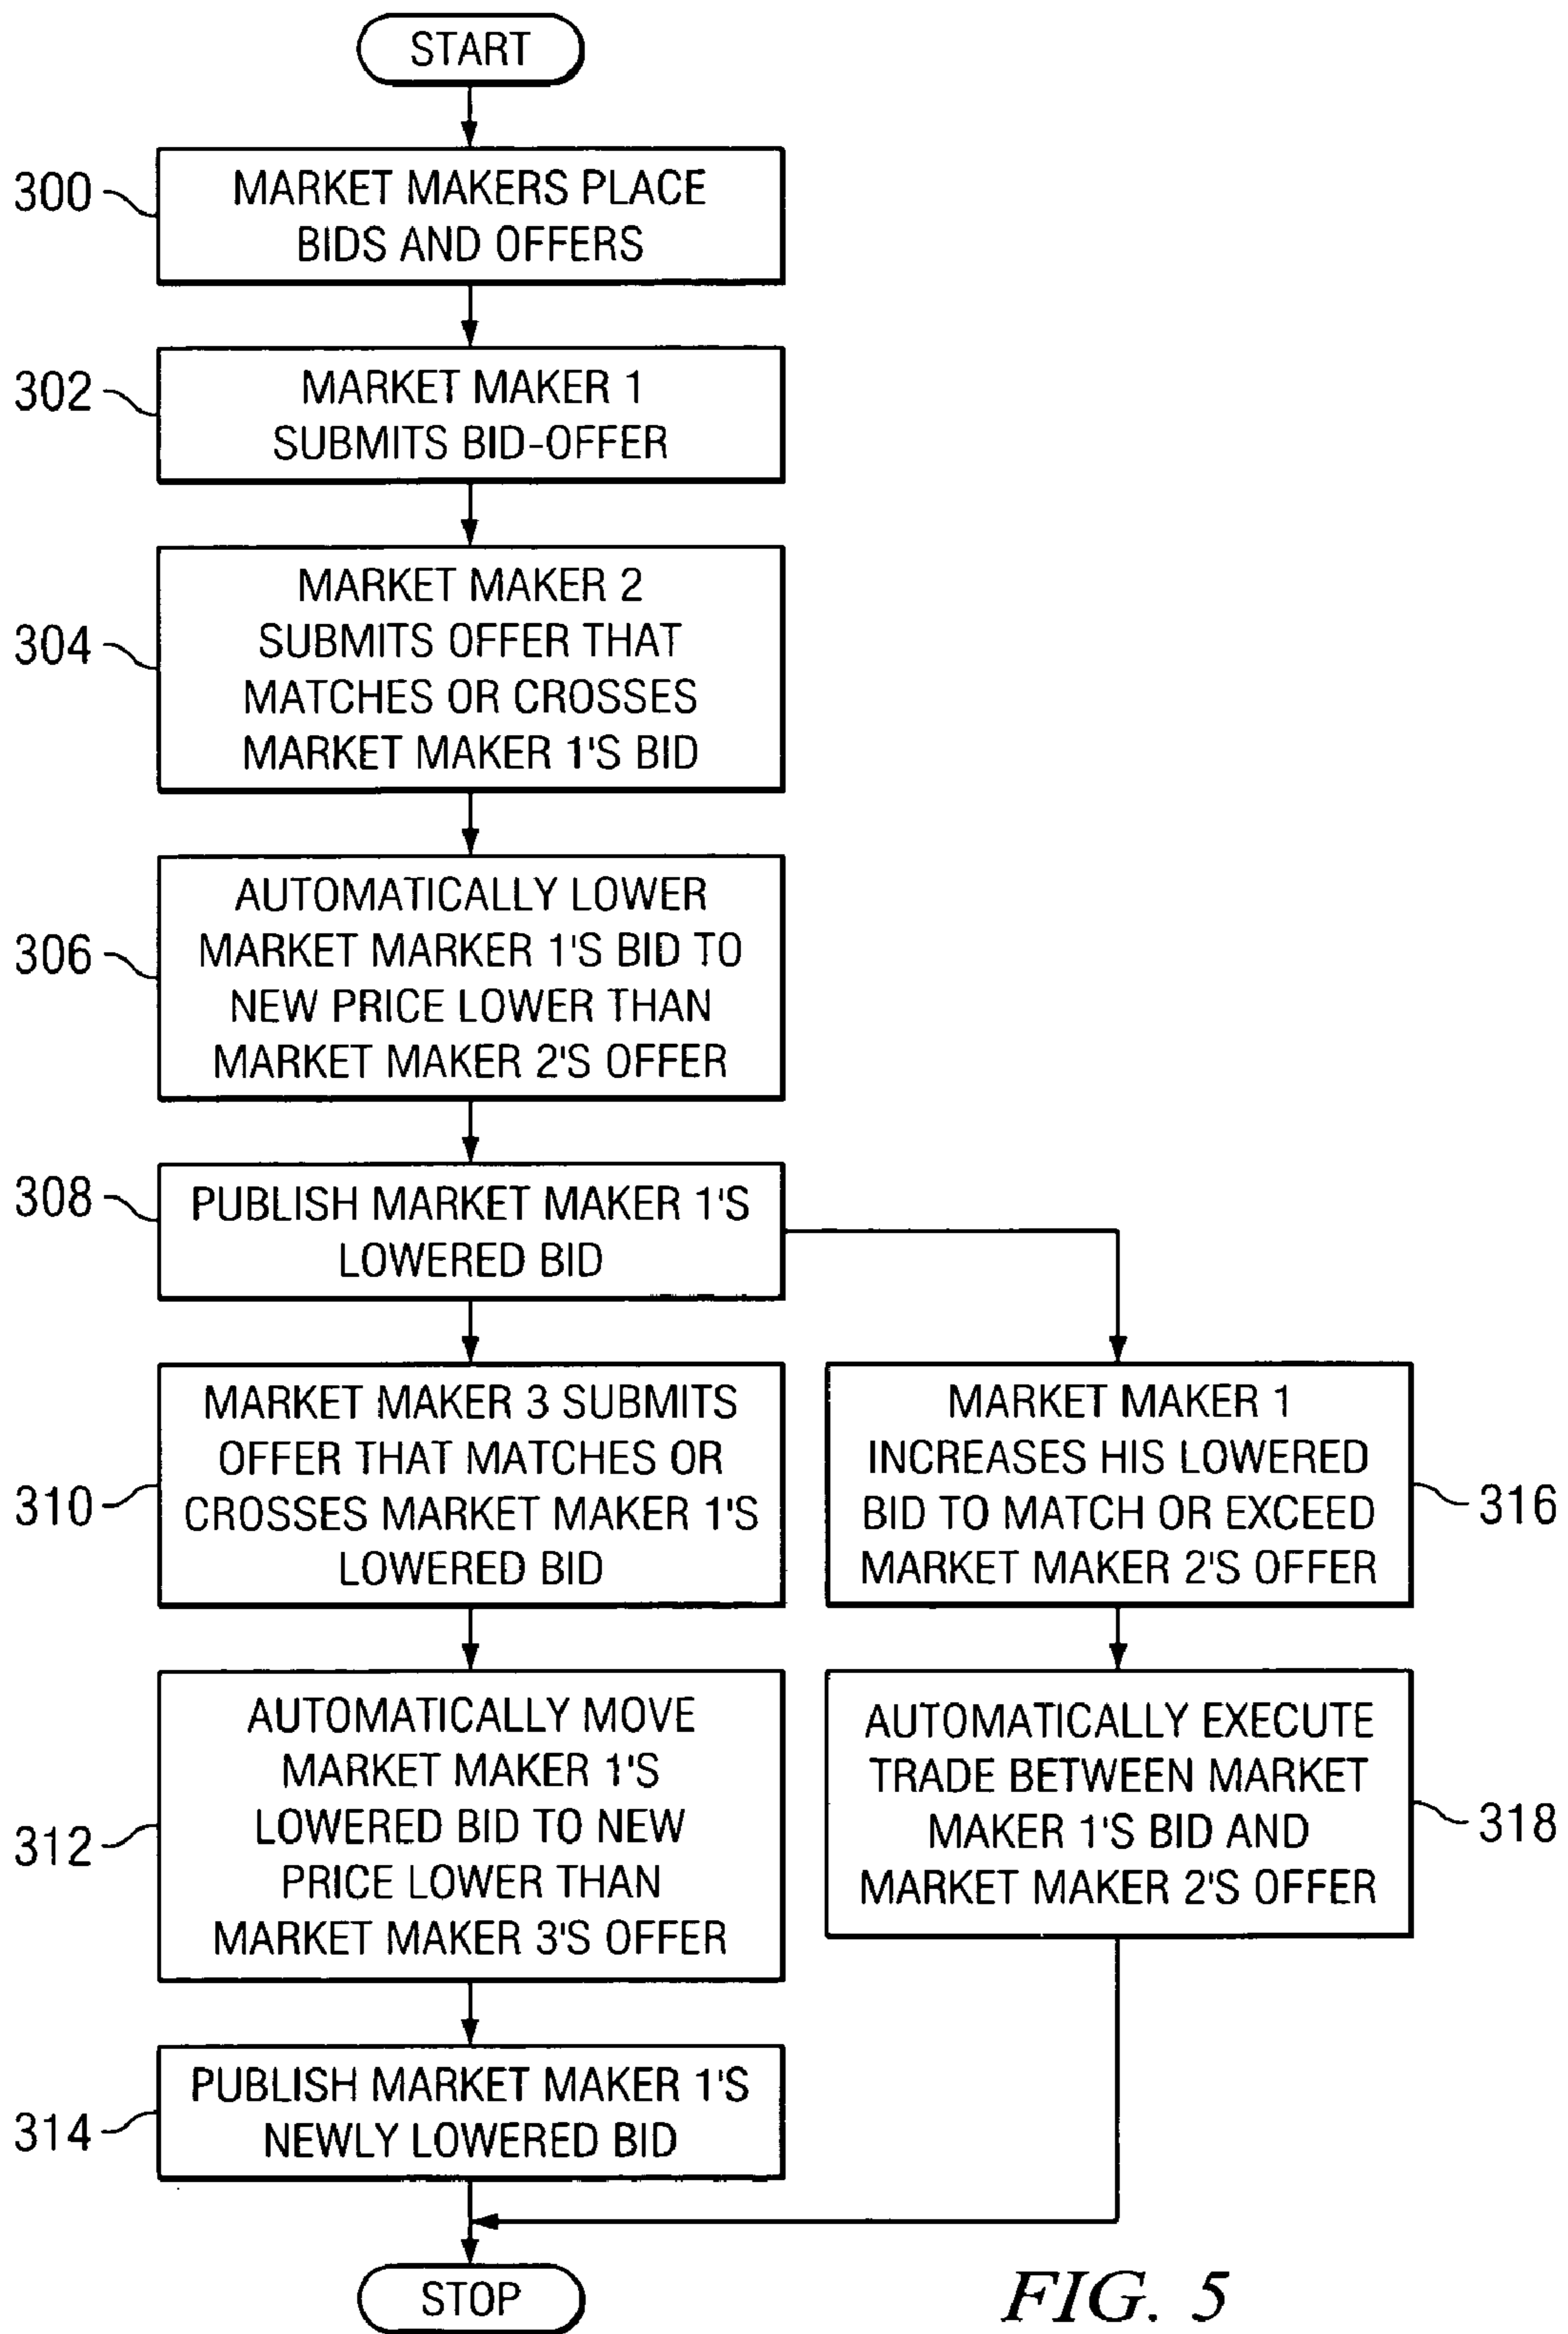 START
300
MARKET MAKERS PLACE
BIDS AND OFFERS
302
MARKET MAKER 1
SUBMITS BID-OFFER
304
MARKET MAKER 2
SUBMITS OFFER THAT
MATCHES OR CROSSES
MARKET MAKER 1'S BID
306
AUTOMATICALLY LOWER
MARKET MARKER 1'S BID TO
NEW PRICE LOWER THAN
MARKET MAKER 2'S OFFER
308
PUBLISH MARKET MAKER 1'S
LOWERED BID
310
MARKET MAKER 3 SUBMITS
OFFER THAT MATCHES OR
CROSSES MARKET MAKER 1'S
LOWERED BID
MARKET MAKER 1
INCREASES HIS LOWERED
BID TO MATCH OR EXCEED
MARKET MAKER 2'S OFFER
316
312
AUTOMATICALLY MOVE
MARKET MAKER 1'S
LOWERED BID TO NEW
PRICE LOWER THAN
MARKET MAKER 3'S OFFER
AUTOMATICALLY EXECUTE
TRADE BETWEEN MARKET
MAKER 1'S BID AND
MARKET MAKER 2'S OFFER
318
314
PUBLISH MARKET MAKER 1'S
NEWLY LOWERED BID
STOP
FIG. 5